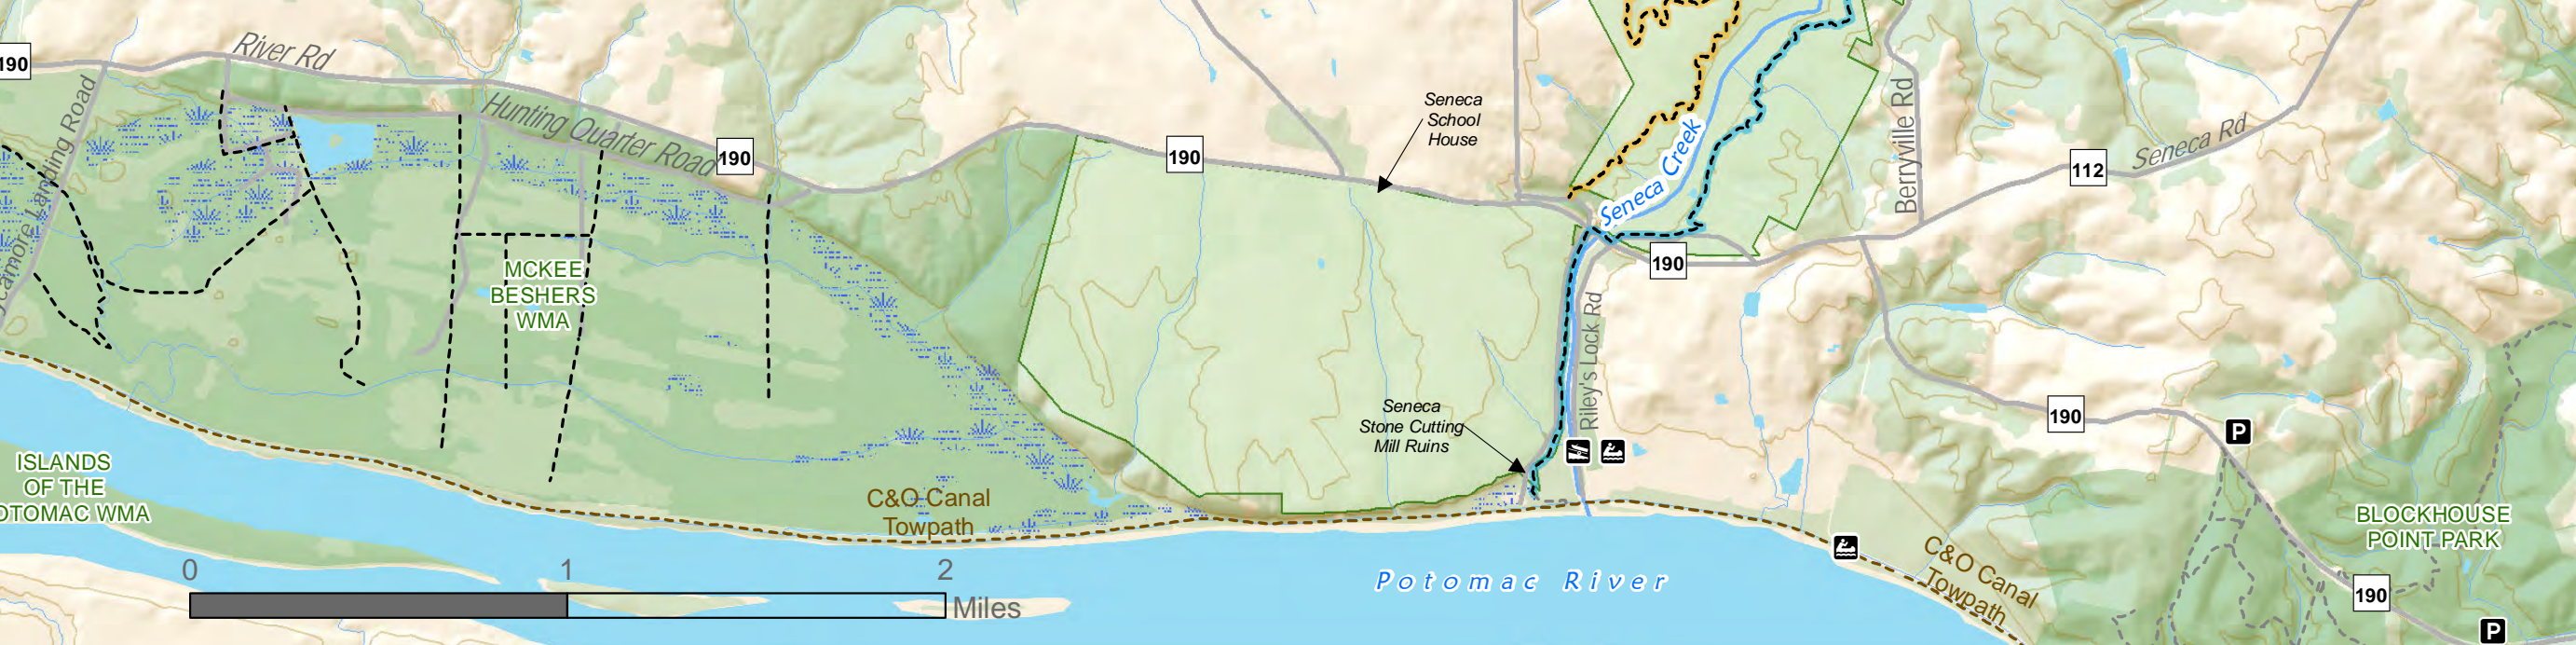 190
River Rd
Sycamore Landing Road
Hunting Quarter Road
190
190
Seneca
School
House
Seneca Creek
Berryville Rd
112
Seneca Rd
190
MCKEE
BESHERS
WMA
Riley's Lock Rd
Seneca
Stone Cutting
Mill Ruins
190
P
ISLANDS
OF THE
OTOMAC WMA
C&O Canal
Towpath
BLOCKHOUSE
POINT PARK
C&O Canal
Towpath
Potomac River
0
1
2
Miles
190
P